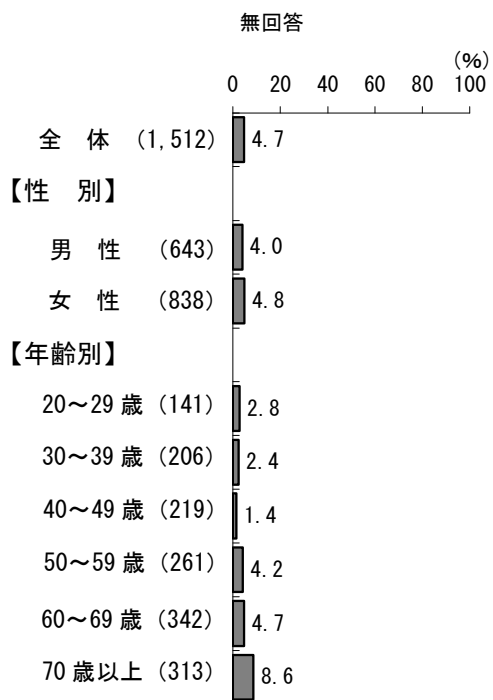 無回答
(%)
0 20 40 60 80 100
全 体 (1,512) 4.7
【性 別】
男 性 (643) 4.0
女 性 (838) 4.8
【年齢別】
20～29 歳 (141) 2.8
30～39 歳 (206) 2.4
40～49 歳 (219) 1.4
50～59 歳 (261) 4.2
60～69 歳 (342) 4.7
70 歳以上 (313) 8.6